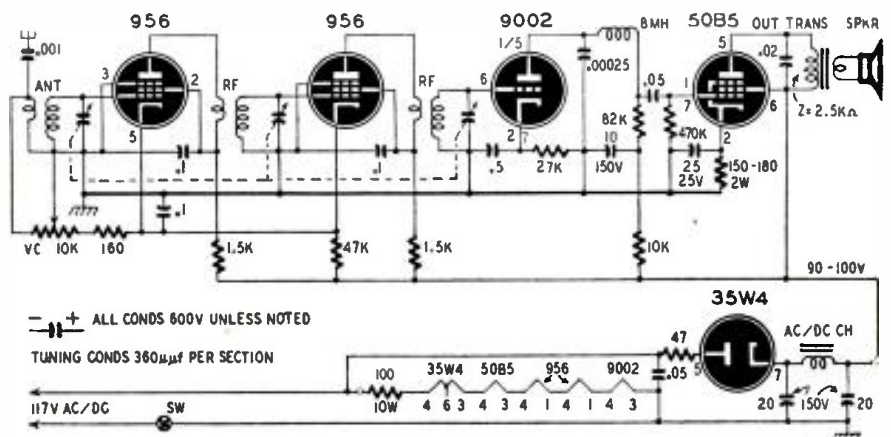 956 956 9002 50B5 OUT TRANS SPKR
.001 1/5 8MH 5 .02
.00025
ANT 3 2 RF RF 6 .05 1 7 6
Z= 2.5KΩ
5 2 82K 470K 2
.1 .1 .5 27K 10 150V 25 25V 150-180 2W
.1
VC 10K 160 1.5K 47K 1.5K 10K
90-100V
35W4
− + ALL CONDS 600V UNLESS NOTED
TUNING CONDS 360µµf PER SECTION
47 AC/DC CH
35W4 50B5 956 9002 .05 5 7
100
10W 4 6 3 4 3 4 1 4 1 4 3 20 150V 20
117V AC/DC SW